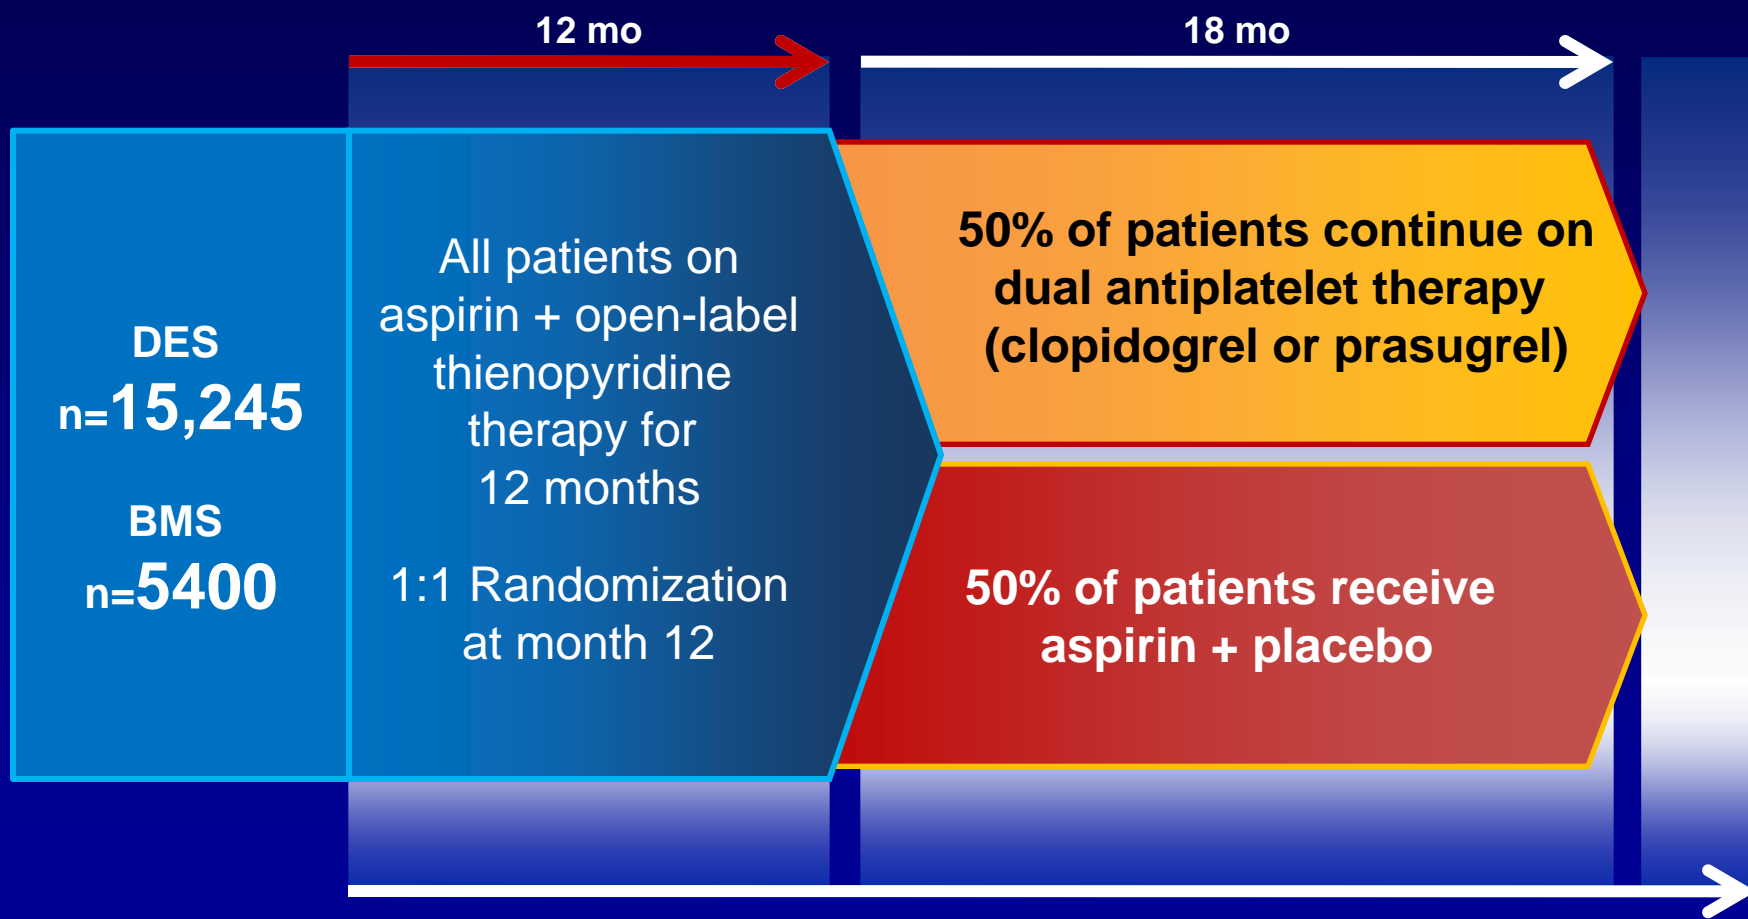 12 mo
18 mo
DES
n=15,245
BMS
n=5400
All patients on
aspirin + open-label
thienopyridine
therapy for
12 months
1:1 Randomization
at month 12
50% of patients continue on
dual antiplatelet therapy
(clopidogrel or prasugrel)
50% of patients receive
aspirin + placebo